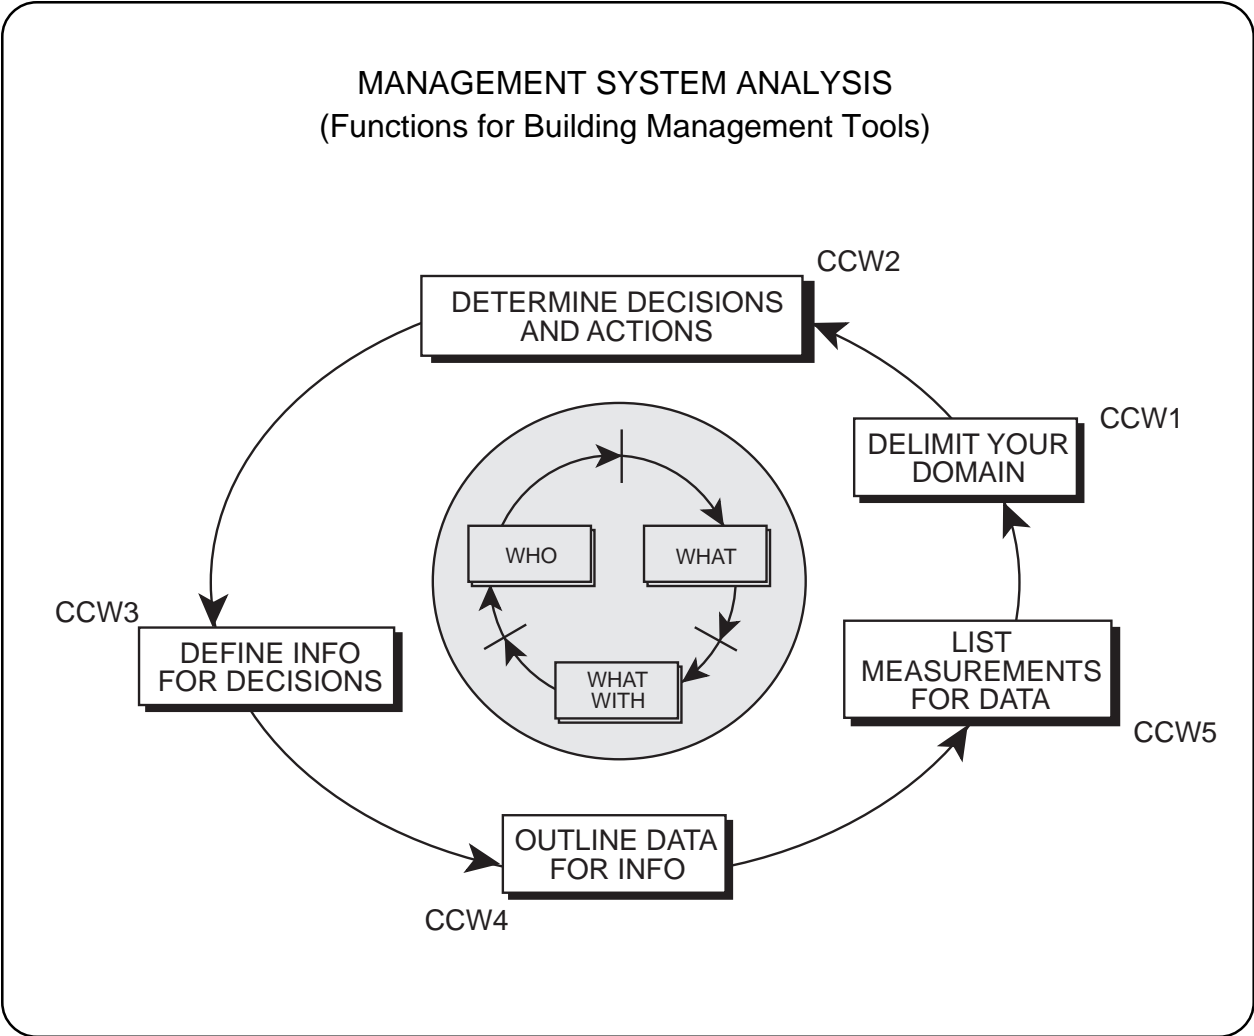 MANAGEMENT SYSTEM ANALYSIS
(Functions for Building Management Tools)
CCW2
DETERMINE DECISIONS
AND ACTIONS
CCW1
DELIMIT YOUR
DOMAIN
WHO
WHAT
WHAT
WITH
CCW3
DEFINE INFO
FOR DECISIONS
LIST
MEASUREMENTS
FOR DATA
CCW5
OUTLINE DATA
FOR INFO
CCW4